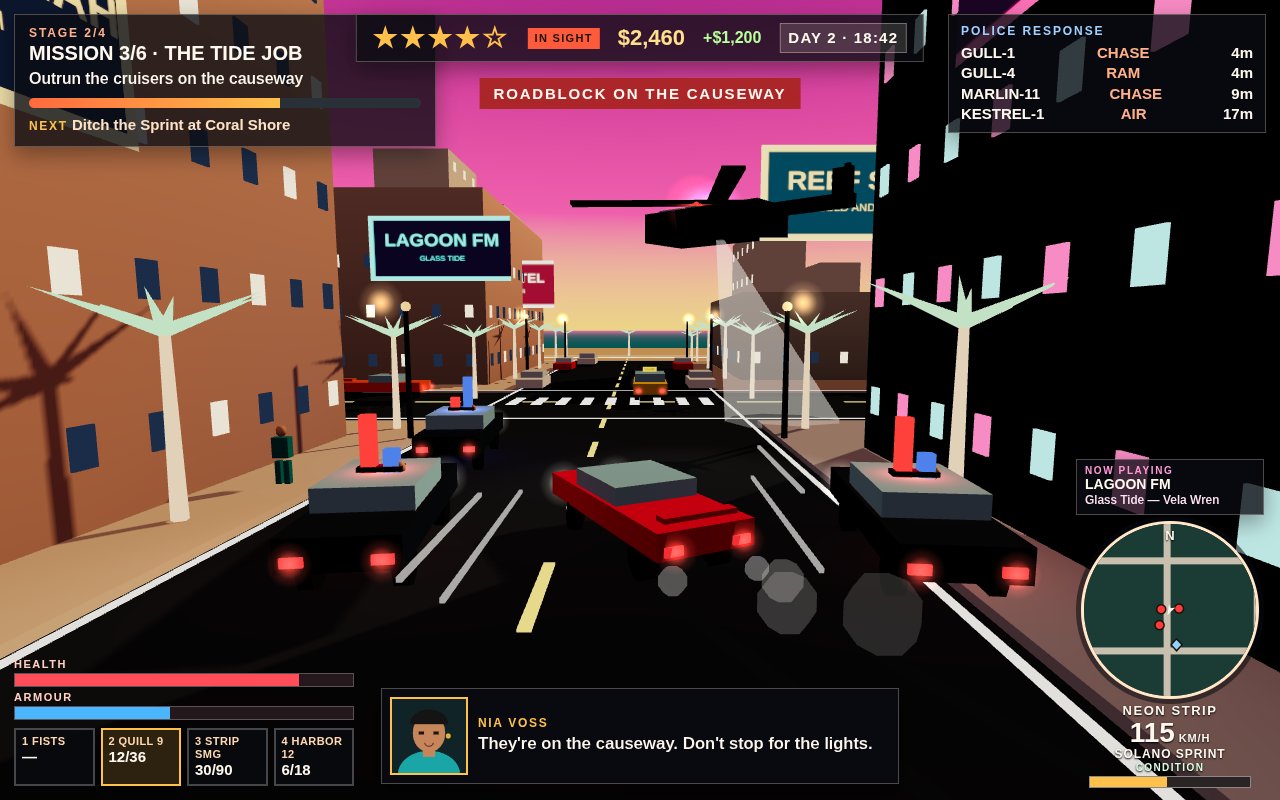 STAGE 2/4
MISSION 3/6 · THE TIDE JOB
Outrun the cruisers on the causeway
NEXT Ditch the Sprint at Coral Shore
IN SIGHT $2,460 +$1,200 DAY 2 · 18:42
ROADBLOCK ON THE CAUSEWAY
POLICE RESPONSE
GULL-1 CHASE 4m
GULL-4 RAM 4m
MARLIN-11 CHASE 9m
KESTREL-1 AIR 17m
LAGOON FM
GLASS TIDE
REEF
AND
NOW PLAYING
LAGOON FM
Glass Tide — Vela Wren
N
NEON STRIP
115 KM/H
SOLANO SPRINT
CONDITION
HEALTH
ARMOUR
1 FISTS
—
2 QUILL 9
12/36
3 STRIP SMG
30/90
4 HARBOR 12
6/18
NIA VOSS
They're on the causeway. Don't stop for the lights.